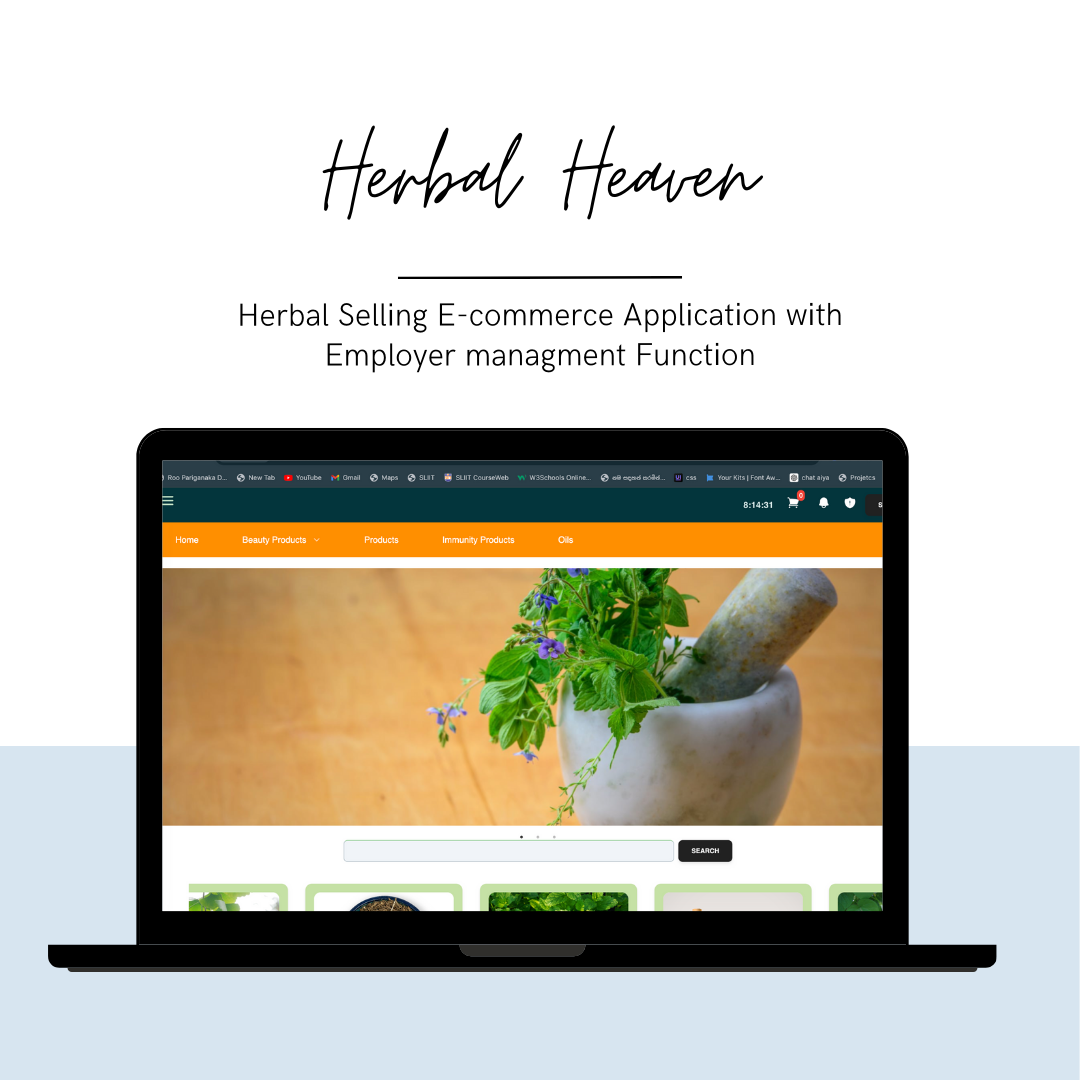 Herbal Heaven
Herbal Selling E-commerce Application with
Employer managment Function
Roo Pariganaka D... New Tab YouTube Gmail Maps SLIIT SLIIT CourseWeb W3Schools Online... css Your Kits | Font Aw... chat aiya Projetcs
8:14:31 0 S
Home Beauty Products Products Immunity Products Oils
SEARCH